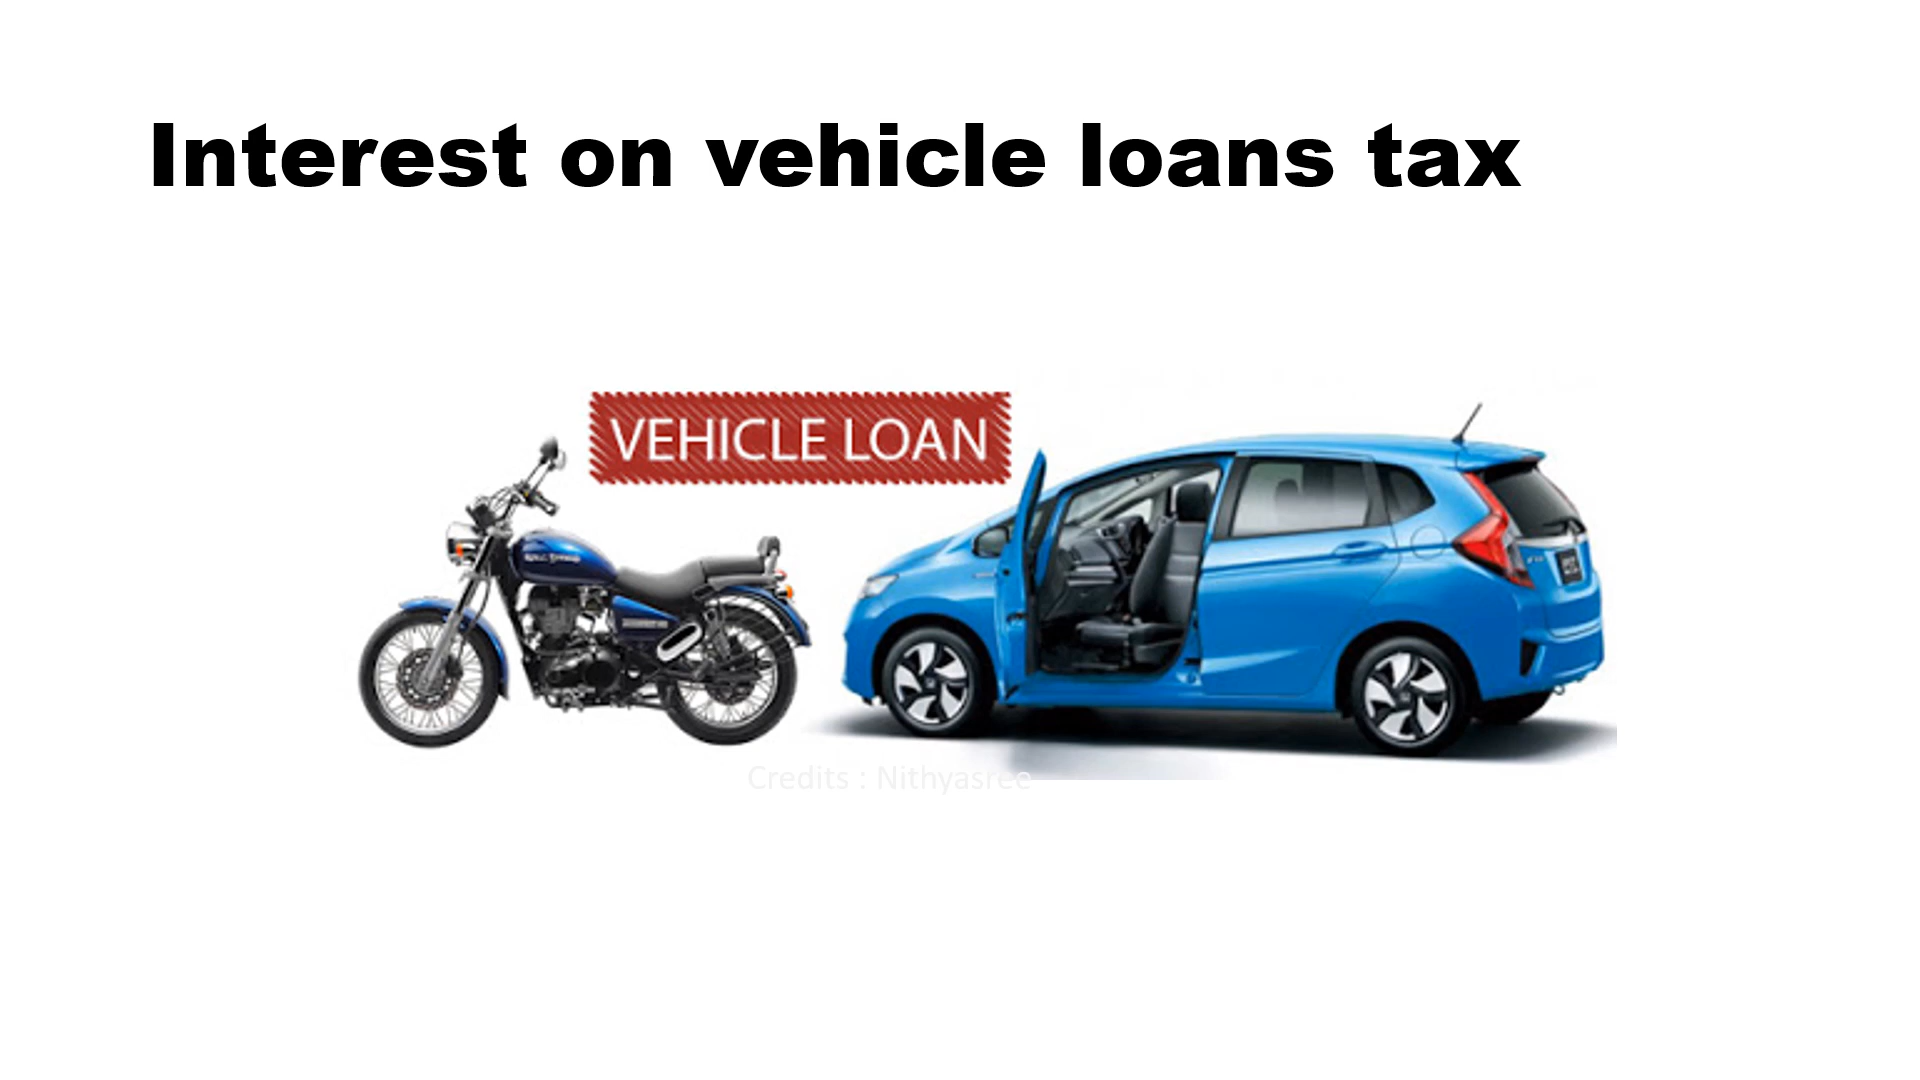 Interest on vehicle loans tax
VEHICLE LOAN
Credits : Nithyasree